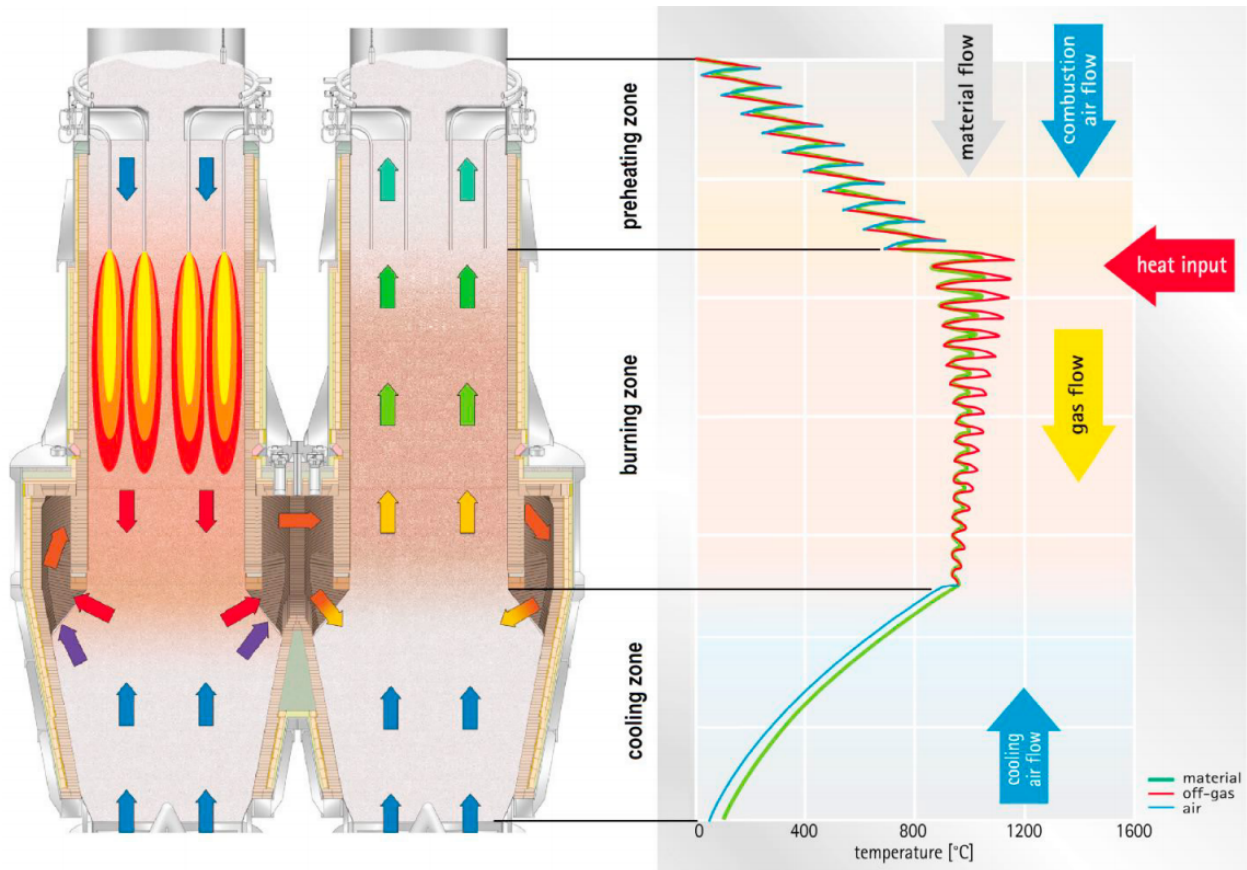 preheating zone
burning zone
cooling zone
material flow
combustion
air flow
heat input
gas flow
cooling
air flow
material
off-gas
air
0 400 800 1200 1600
temperature [°C]